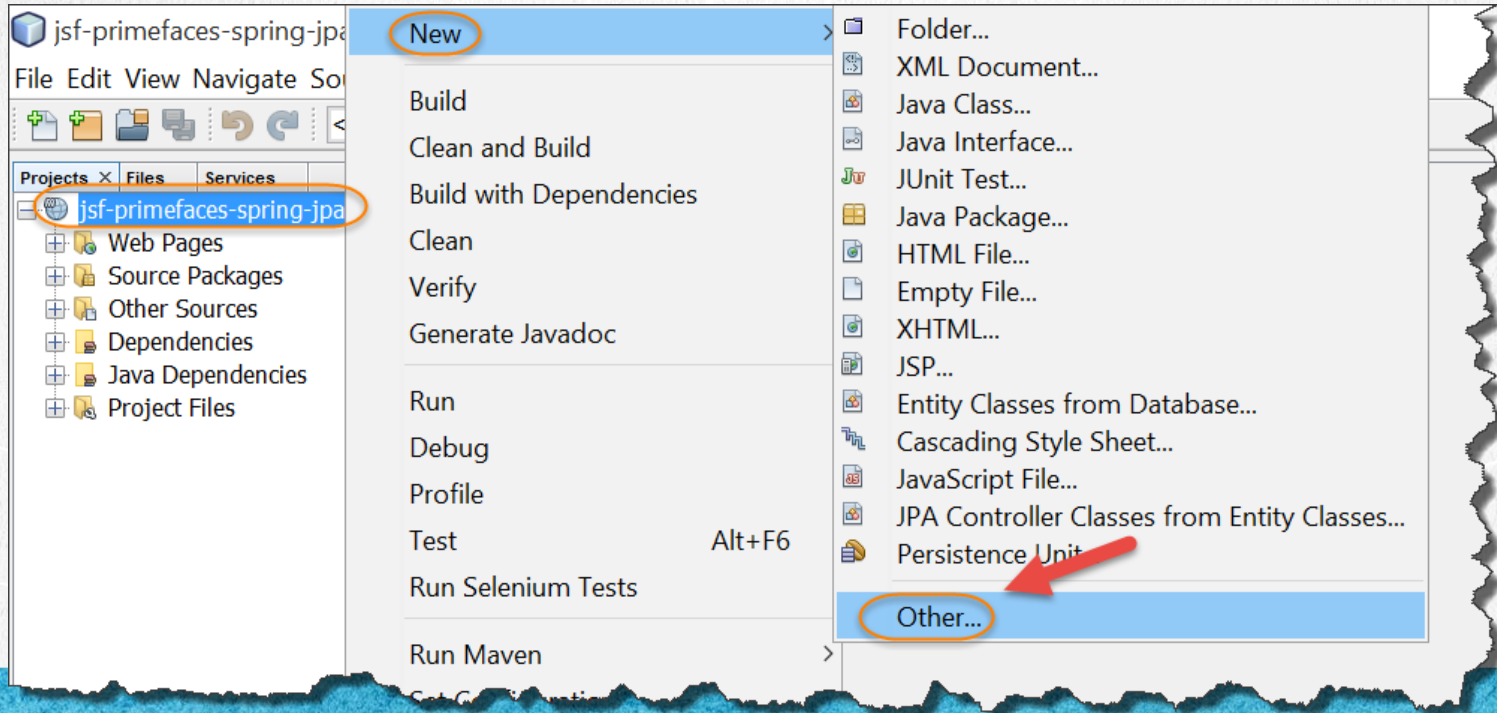 jsf-primefaces-spring-jpa
File Edit View Navigate
Projects Files Services
jsf-primefaces-spring-jpa
Web Pages
Source Packages
Other Sources
Dependencies
Java Dependencies
Project Files
New
Build
Clean and Build
Build with Dependencies
Clean
Verify
Generate Javadoc
Run
Debug
Profile
Test Alt+F6
Run Selenium Tests
Run Maven
Folder...
XML Document...
Java Class...
Java Interface...
JUnit Test...
Java Package...
HTML File...
Empty File...
XHTML...
JSP...
Entity Classes from Database...
Cascading Style Sheet...
JavaScript File...
JPA Controller Classes from Entity Classes...
Persistence Unit
Other...